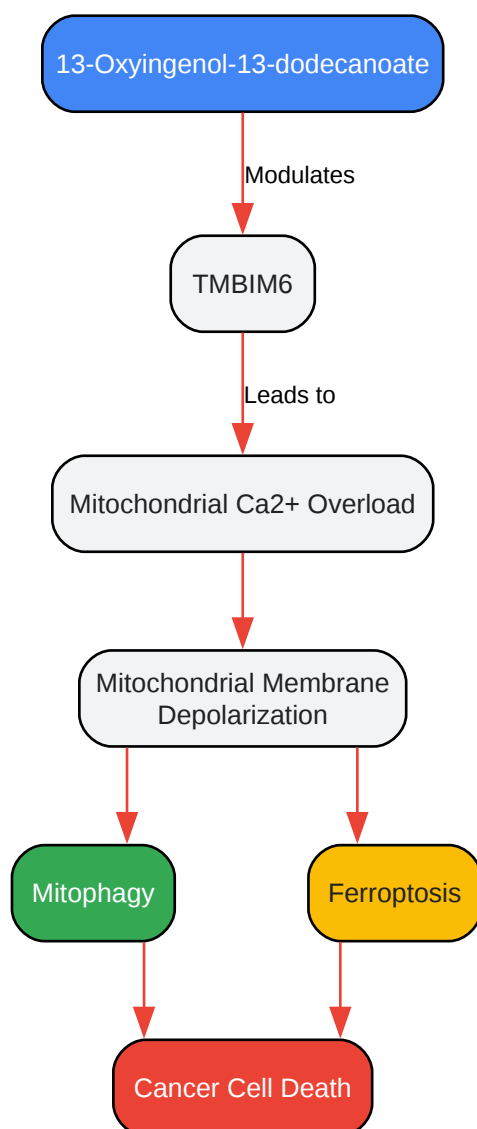 13-Oxyingenol-13-dodecanoate
Modulates
TMBIM6
Leads to
Mitochondrial Ca2+ Overload
Mitochondrial Membrane
Depolarization
Mitophagy
Ferroptosis
Cancer Cell Death